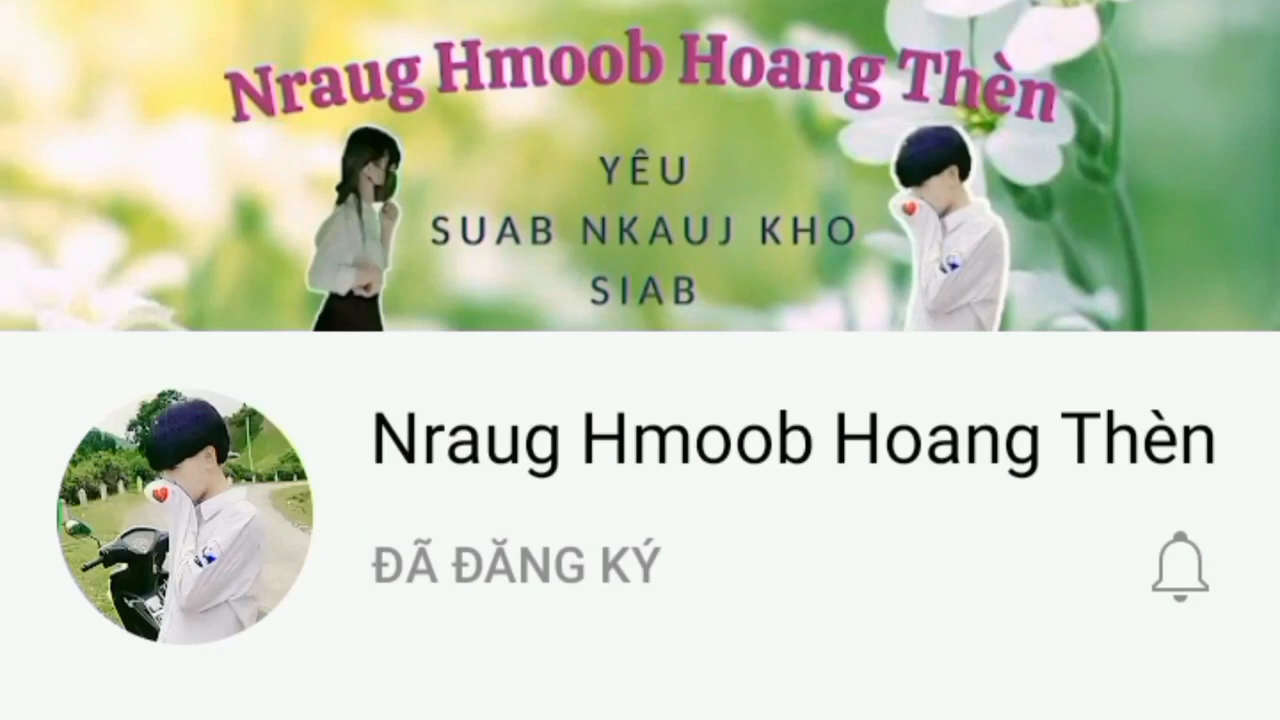 Nraug Hmoob Hoang Thèn
YÊU
SUAB NKAUJ KHO
SIAB
Nraug Hmoob Hoang Thèn
ĐÃ ĐĂNG KÝ